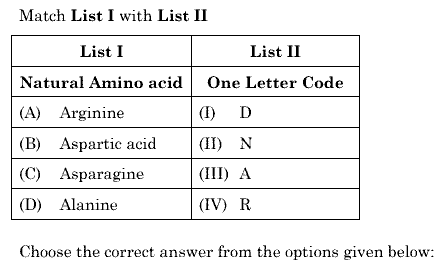 Match List I with List II
List I List II
Natural Amino acid One Letter Code
(A) Arginine (I) D
(B) Aspartic acid (II) N
(C) Asparagine (III) A
(D) Alanine (IV) R
Choose the correct answer from the options given below: